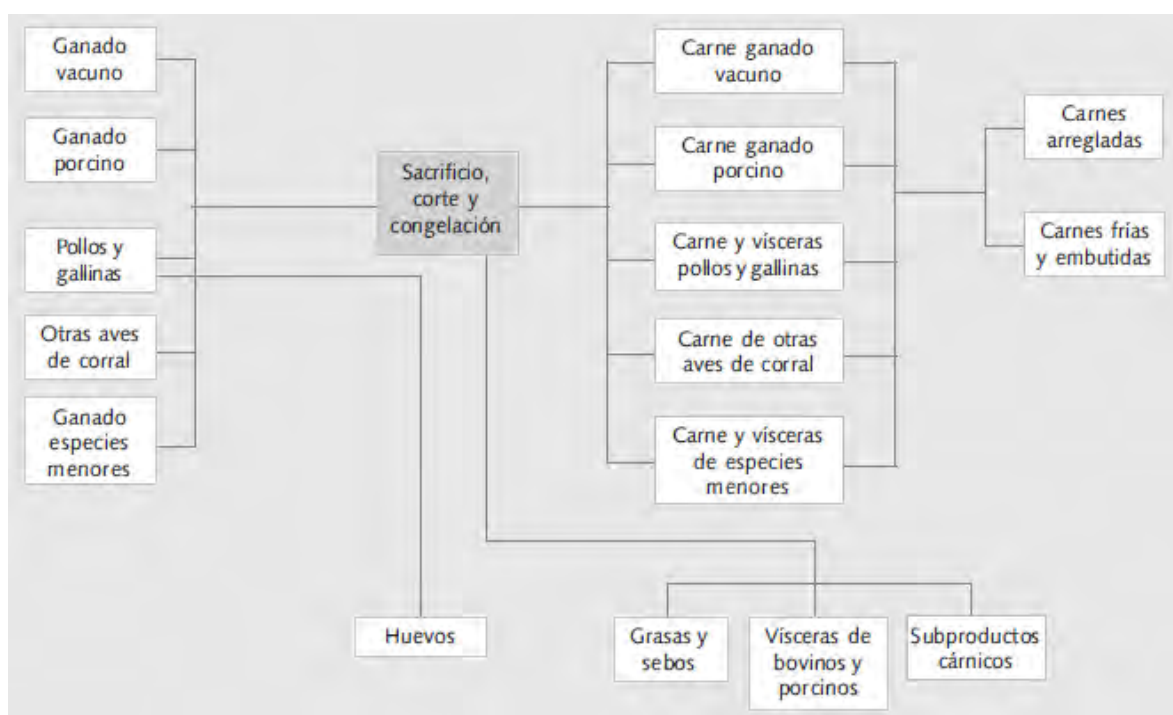 Ganado
vacuno
Ganado
porcino
Pollos y
gallinas
Otras aves
de corral
Ganado
especies
menores
Sacrificio,
corte y
congelación
Carne ganado
vacuno
Carne ganado
porcino
Carne y vísceras
pollos y gallinas
Carne de otras
aves de corral
Carne y vísceras
de especies
menores
Carnes
arregladas
Carnes frías
y embutidas
Huevos
Grasas y
sebos
Vísceras de
bovinos y
porcinos
Subproductos
cárnicos